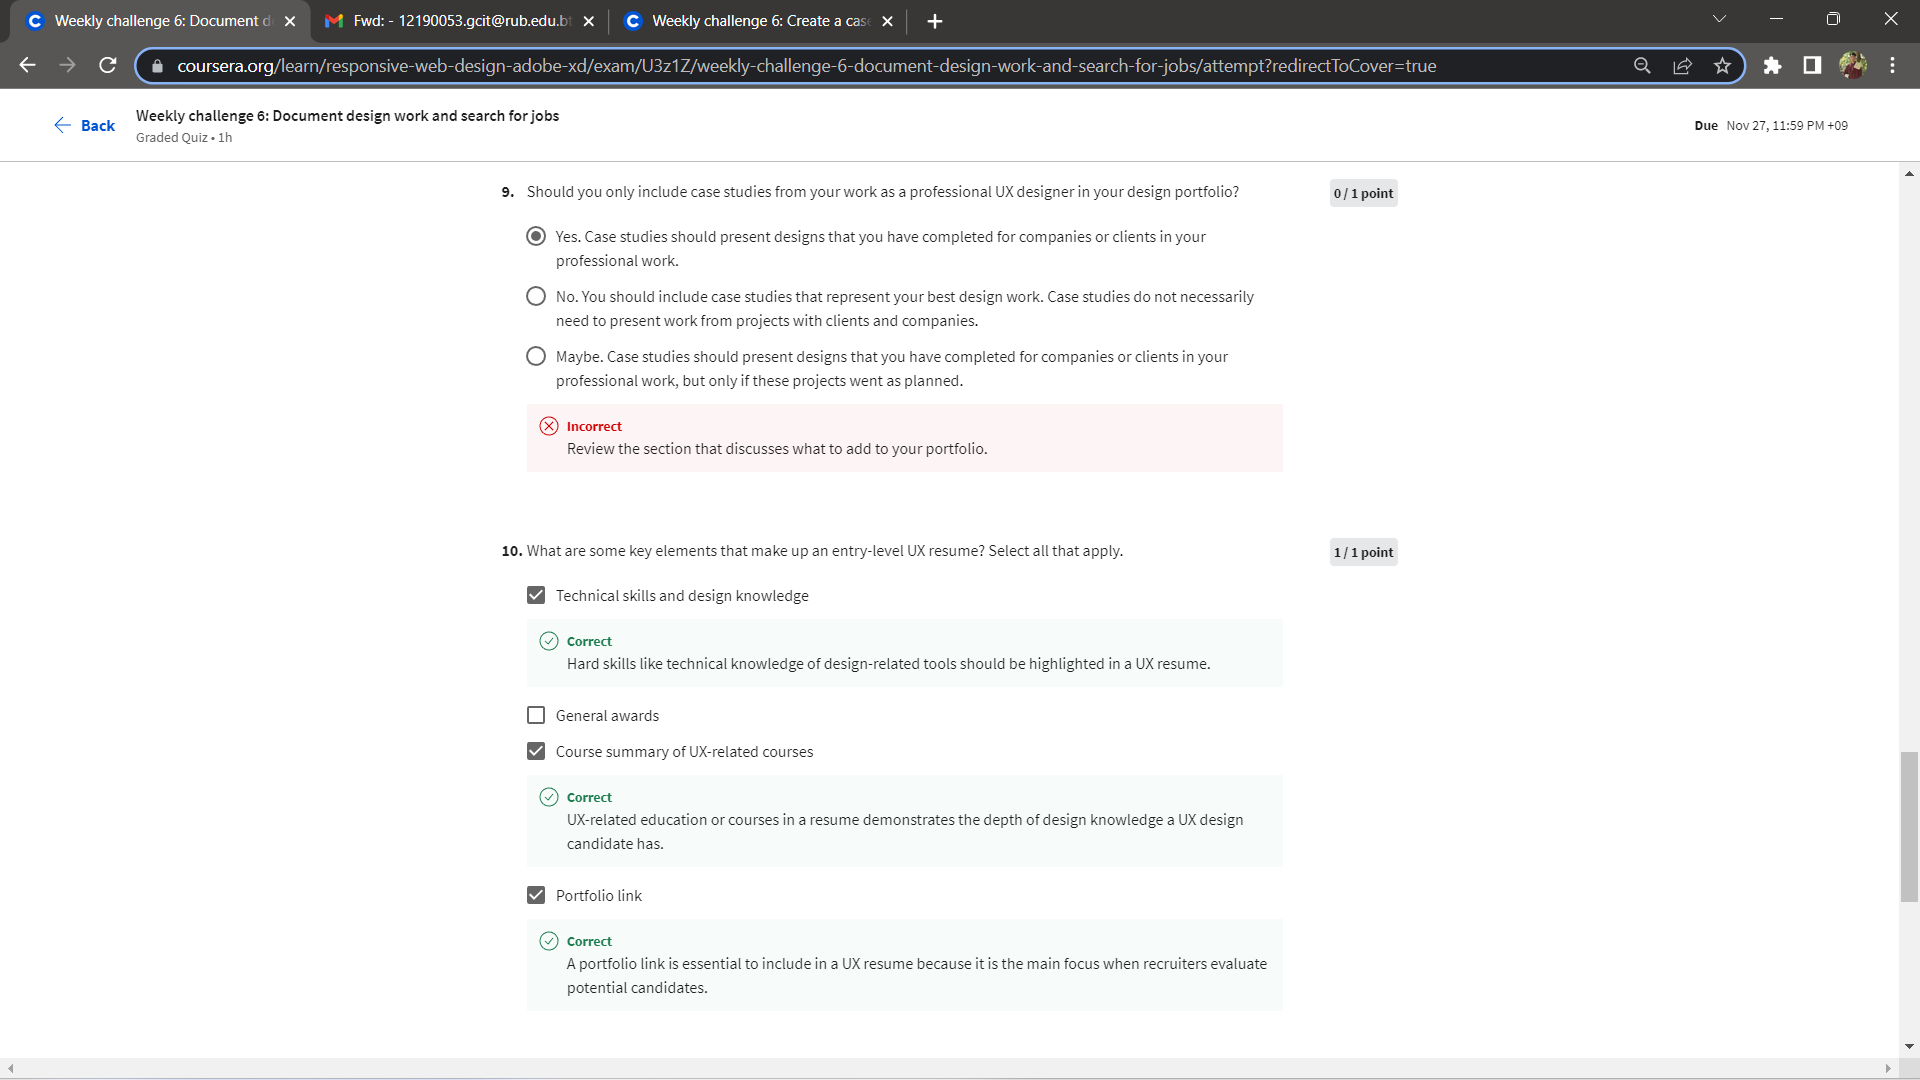 Weekly challenge 6: Document d
Fwd: - 12190053.gcit@rub.edu.bt
Weekly challenge 6: Create a case
coursera.org/learn/responsive-web-design-adobe-xd/exam/U3z1Z/weekly-challenge-6-document-design-work-and-search-for-jobs/attempt?redirectToCover=true
Back
Weekly challenge 6: Document design work and search for jobs
Graded Quiz • 1h
Due Nov 27, 11:59 PM +09
9. Should you only include case studies from your work as a professional UX designer in your design portfolio?
0 / 1 point
Yes. Case studies should present designs that you have completed for companies or clients in your
professional work.
No. You should include case studies that represent your best design work. Case studies do not necessarily
need to present work from projects with clients and companies.
Maybe. Case studies should present designs that you have completed for companies or clients in your
professional work, but only if these projects went as planned.
Incorrect
Review the section that discusses what to add to your portfolio.
10. What are some key elements that make up an entry-level UX resume? Select all that apply.
1 / 1 point
Technical skills and design knowledge
Correct
Hard skills like technical knowledge of design-related tools should be highlighted in a UX resume.
General awards
Course summary of UX-related courses
Correct
UX-related education or courses in a resume demonstrates the depth of design knowledge a UX design
candidate has.
Portfolio link
Correct
A portfolio link is essential to include in a UX resume because it is the main focus when recruiters evaluate
potential candidates.